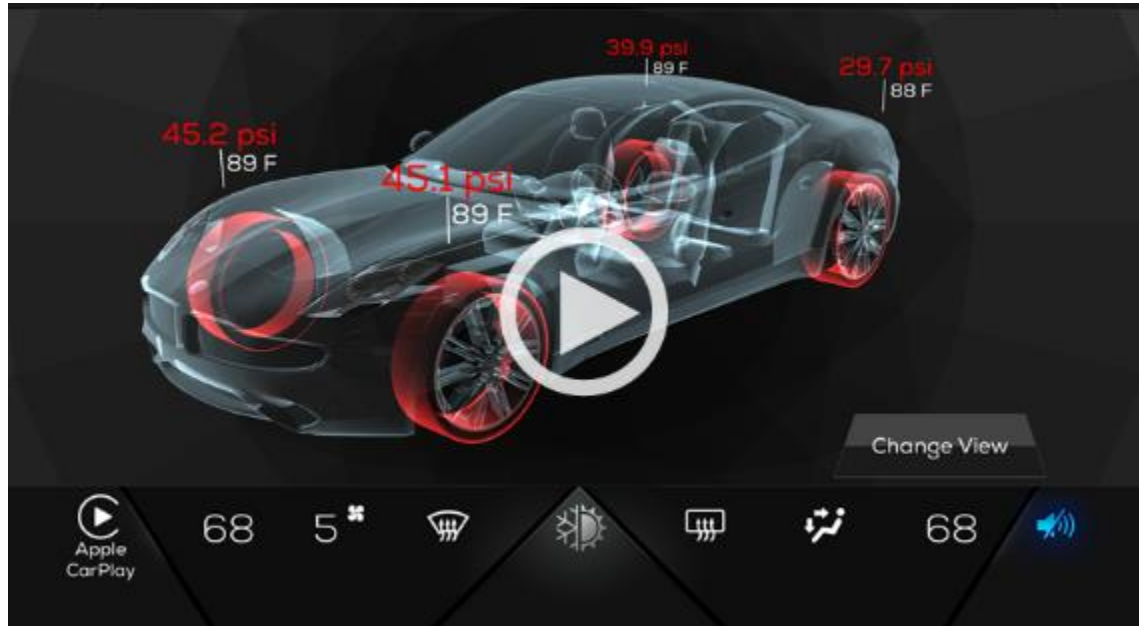 39.9 psi
89 F
29.7 psi
88 F
45.2 psi
89 F
45.1 psi
89 F
Change View
68
5
68
Apple
CarPlay